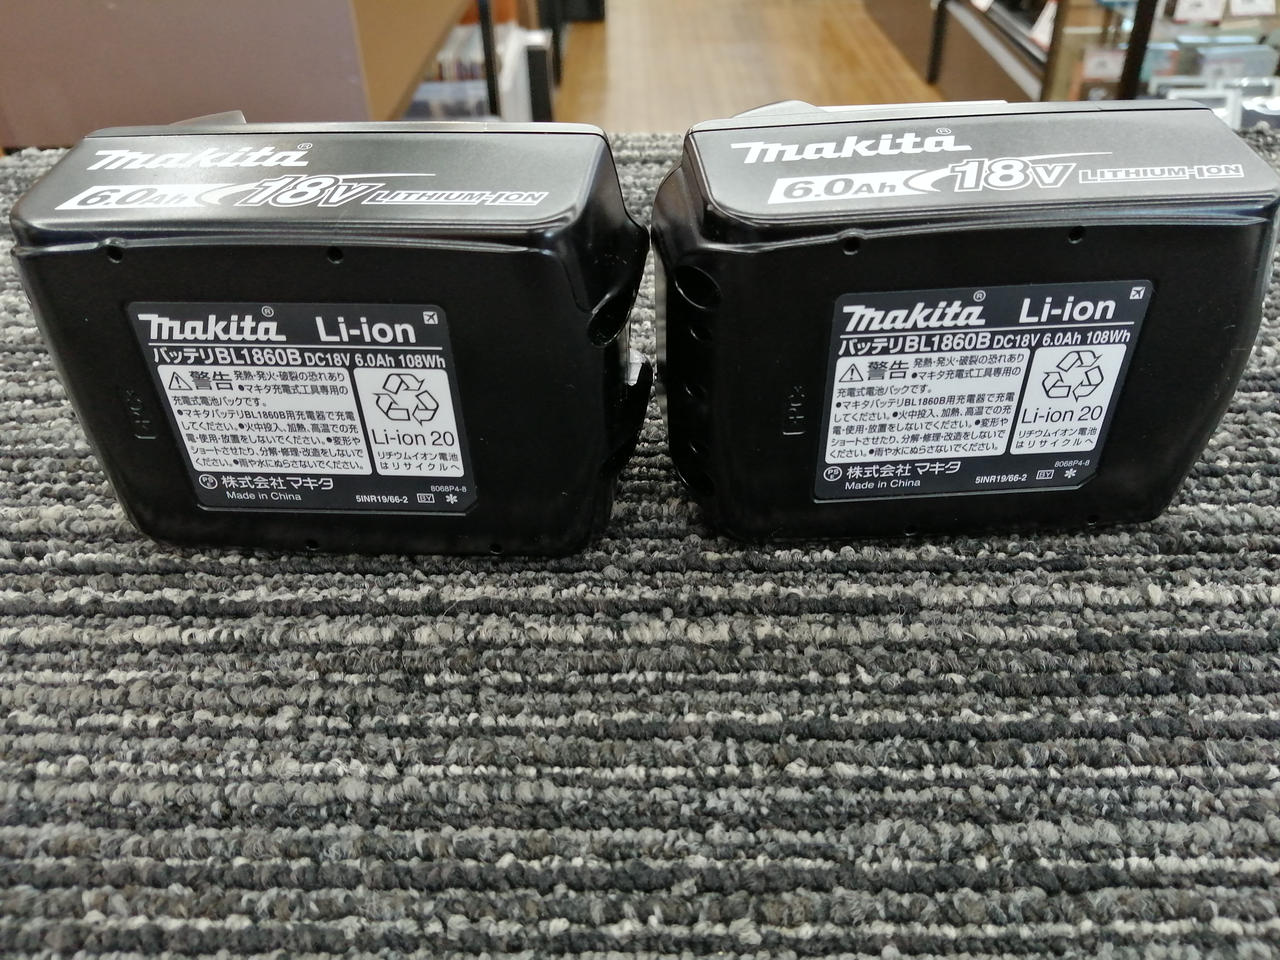 makita®
6.0Ah 18V LITHIUM-ION
makita® Li-ion
バッテリBL1860B DC18V 6.0Ah 108Wh
警告 発熱・発火・破裂の恐れあり
●マキタ充電式工具専用の
充電式電池パックです。
●マキタバッテリBL1860B用充電器で充電
してください。●火中投入、加熱、高温での充
電・使用・放置をしないでください。●変形や
ショートさせたり、分解・修理・改造をしないで
ください。●雨や水にぬらさないでください。
Li-ion 20
リチウムイオン電池
はリサイクルへ
PSE 株式会社マキタ
8068P4-8
Made in China
5INR19/66-2 BY ✲
makita®
6.0Ah 18V LITHIUM-ION
makita® Li-ion
バッテリBL1860B DC18V 6.0Ah 108Wh
警告 発熱・発火・破裂の恐れあり
●マキタ充電式工具専用の
充電式電池パックです。
●マキタバッテリBL1860B用充電器で充電
してください。●火中投入、加熱、高温での充
電・使用・放置をしないでください。●変形や
ショートさせたり、分解・修理・改造をしないで
ください。●雨や水にぬらさないでください。
Li-ion 20
リチウムイオン電池
はリサイクルへ
PSE 株式会社マキタ
8068P4-8
Made in China
5INR19/66-2 BY ✲